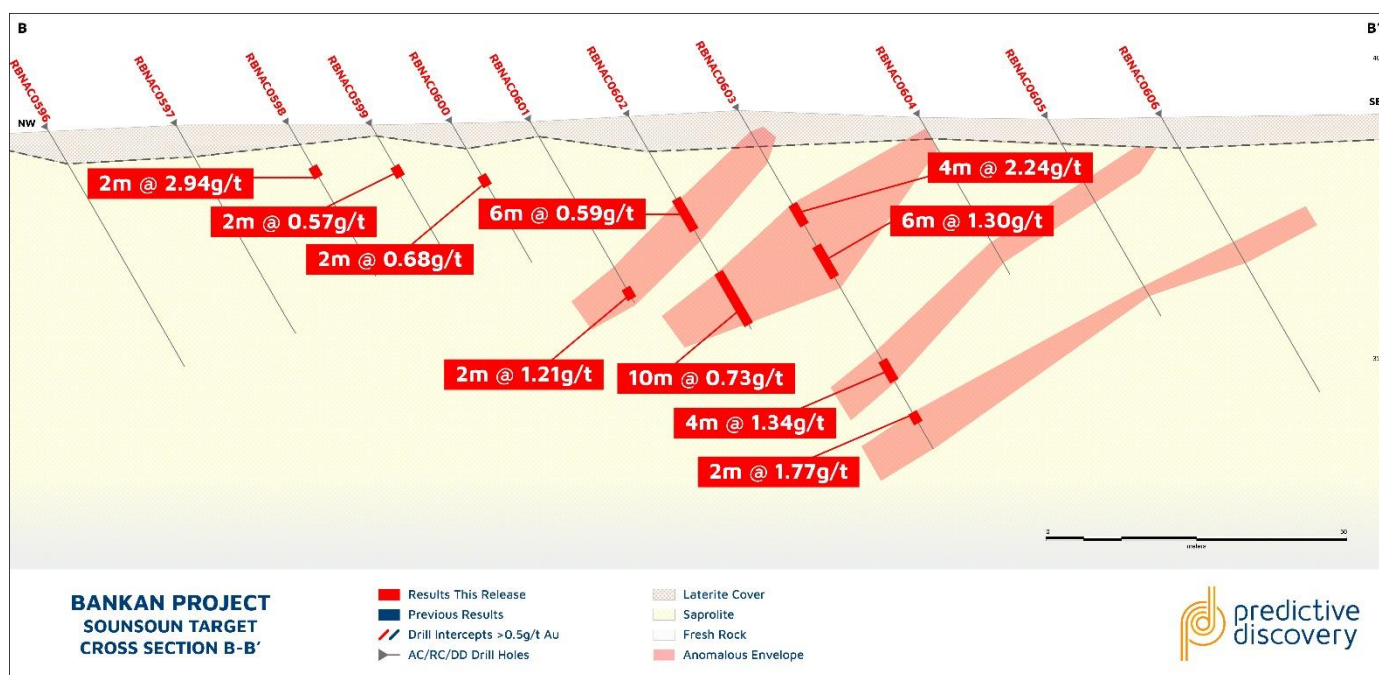 B
B'
RBNAC0596
RBNAC0597
RBNAC0598
RBNAC0599
RBNAC0600
RBNAC0601
RBNAC0602
RBNAC0603
RBNAC0604
RBNAC0605
RBNAC0606
NW
2m @ 2.94g/t
2m @ 0.57g/t
2m @ 0.68g/t
6m @ 0.59g/t
4m @ 2.24g/t
6m @ 1.30g/t
2m @ 1.21g/t
10m @ 0.73g/t
4m @ 1.34g/t
2m @ 1.77g/t
meters
BANKAN PROJECT
SOUNSOUN TARGET
CROSS SECTION B-B'
Results This Release
Previous Results
Drill Intercepts >0.5g/t Au
AC/RC/DD Drill Holes
Laterite Cover
Saprolite
Fresh Rock
Anomalous Envelope
predictive
discovery